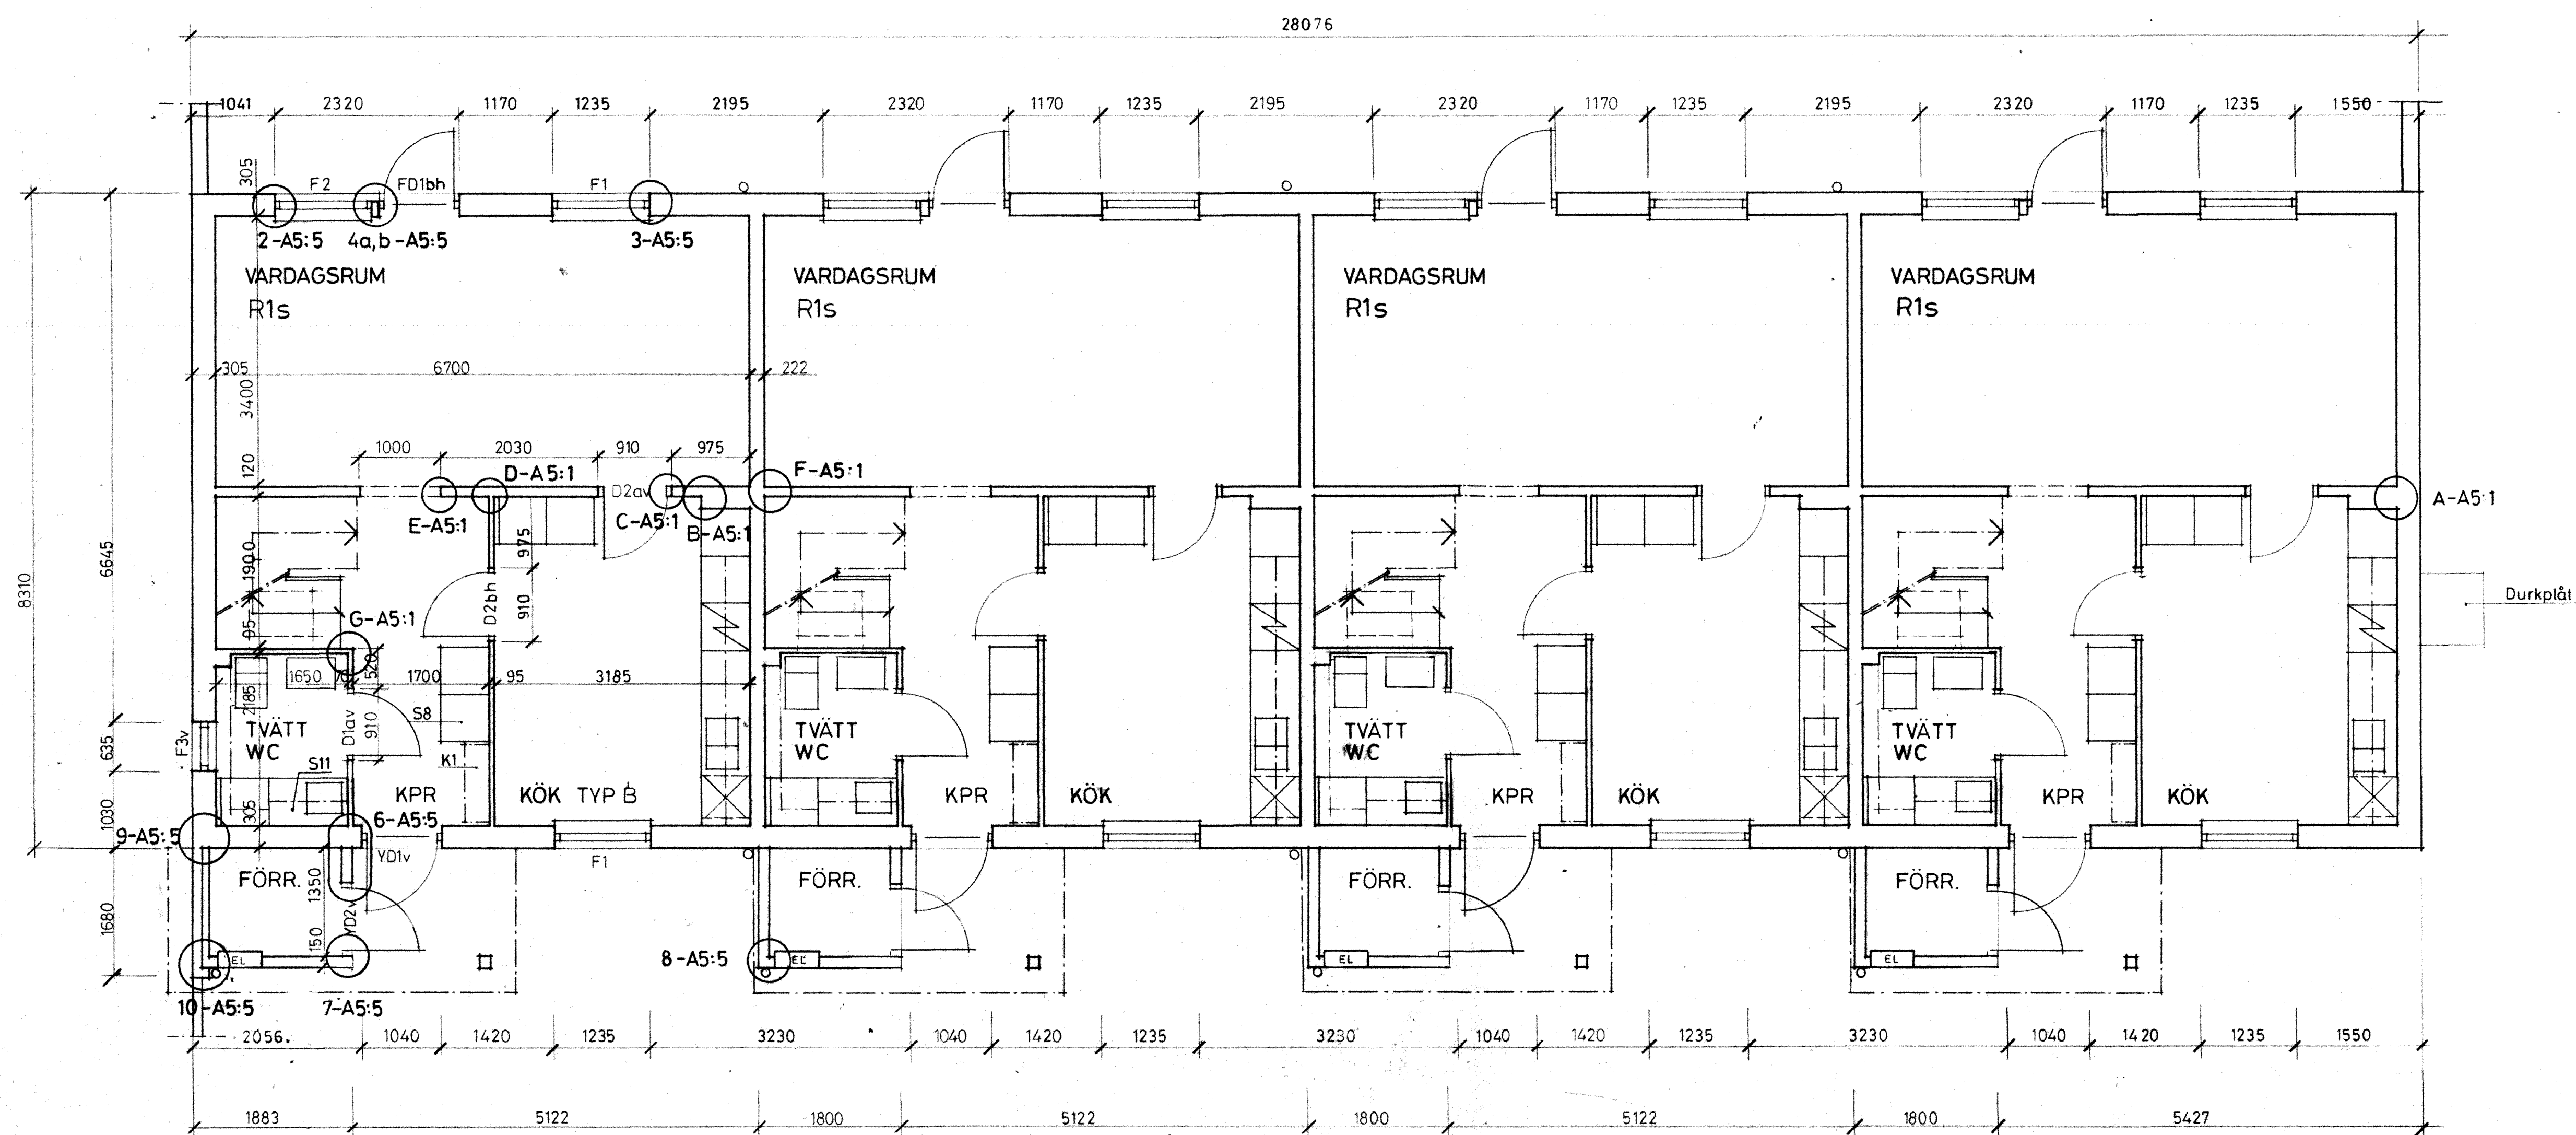 28076
1041 2320 1170 1235 2195 2320 1170 1235 2195 2320 1170 1235 2195 2320 1170 1235 1550
305
F2 FD1bh F1
2-A5:5 4a,b-A5:5 3-A5:5
VARDAGSRUM VARDAGSRUM VARDAGSRUM VARDAGSRUM
R1s R1s R1s R1s
305 6700 222
3400
1000 2030 910 975
120
D-A5:1 F-A5:1
D2av
E-A5:1 C-A5:1 B-A5:1 A-A5:1
975
1900
6645
8310
D2bh
910
Durkplåt
95
G-A5:1
520
1650 70 1700 95 3185
2185
S8
D1av
910
F3v
635
TVÄTT TVÄTT TVÄTT TVÄTT
WC WC WC WC
S11 K1
KPR KÖK TYP B KPR KÖK KPR KÖK KPR KÖK
305
1030
9-A5:5 6-A5:5
YD1v F1
FÖRR. FÖRR. FÖRR. FÖRR.
1350
1680
YD2v
150
EL EL EL EL
8-A5:5
10-A5:5 7-A5:5
2056. 1040 1420 1235 3230 1040 1420 1235 3230 1040 1420 1235 3230 1040 1420 1235 1550
1883 5122 1800 5122 1800 5122 1800 5427